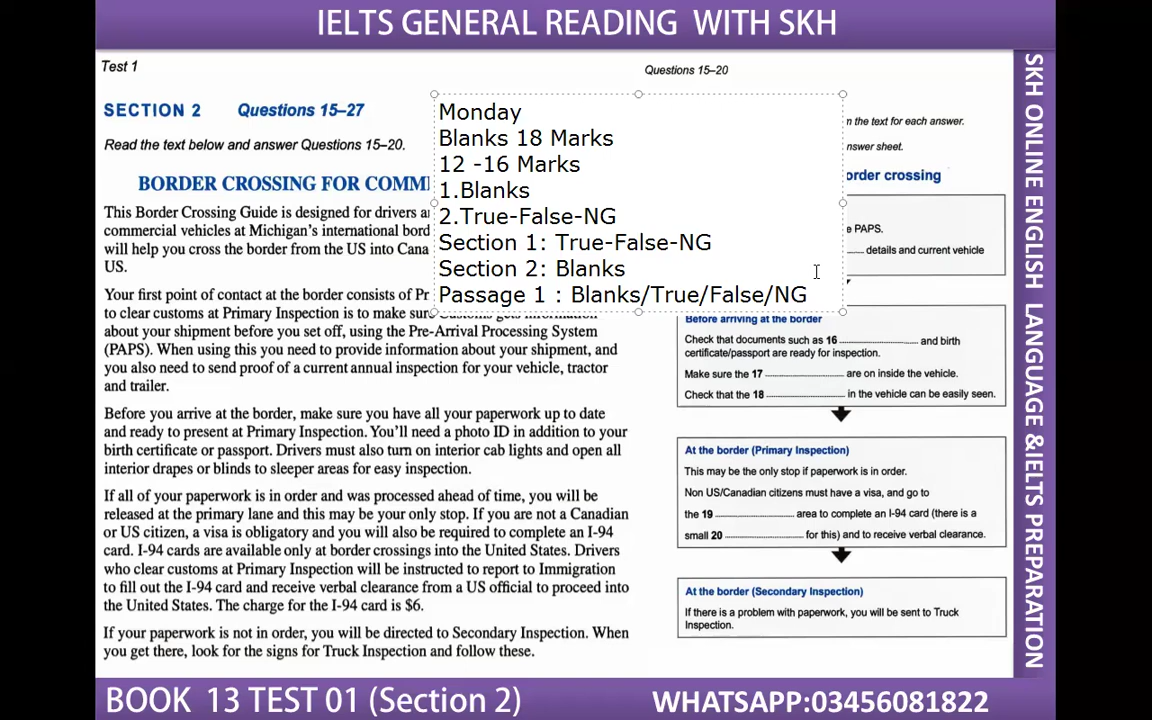 IELTS GENERAL READING WITH SKH
Test 1
SECTION 2 Questions 15–27
Read the text below and answer Questions 15–20.
BORDER CROSSING FOR COMM
This Border Crossing Guide is designed for drivers a
commercial vehicles at Michigan's international bord
will help you cross the border from the US into Cana
US.
Your first point of contact at the border consists of Pr
to clear customs at Primary Inspection is to make sure Customs gets information
about your shipment before you set off, using the Pre-Arrival Processing System
(PAPS). When using this you need to provide information about your shipment, and
you also need to send proof of a current annual inspection for your vehicle, tractor
and trailer.
Before you arrive at the border, make sure you have all your paperwork up to date
and ready to present at Primary Inspection. You'll need a photo ID in addition to your
birth certificate or passport. Drivers must also turn on interior cab lights and open all
interior drapes or blinds to sleeper areas for easy inspection.
If all of your paperwork is in order and was processed ahead of time, you will be
released at the primary lane and this may be your only stop. If you are not a Canadian
or US citizen, a visa is obligatory and you will also be required to complete an I-94
card. I-94 cards are available only at border crossings into the United States. Drivers
who clear customs at Primary Inspection will be instructed to report to Immigration
to fill out the I-94 card and receive verbal clearance from a US official to proceed into
the United States. The charge for the I-94 card is $6.
If your paperwork is not in order, you will be directed to Secondary Inspection. When
you get there, look for the signs for Truck Inspection and follow these.
Monday
Blanks 18 Marks
12 -16 Marks
1.Blanks
2.True-False-NG
Section 1: True-False-NG
Section 2: Blanks
Passage 1 : Blanks/True/False/NG
Questions 15–20
n the text for each answer.
nswer sheet.
order crossing
e PAPS.
details and current vehicle
Before arriving at the border
Check that documents such as 16 .......... and birth
certificate/passport are ready for inspection.
Make sure the 17 .......... are on inside the vehicle.
Check that the 18 .......... in the vehicle can be easily seen.
At the border (Primary Inspection)
This may be the only stop if paperwork is in order.
Non US/Canadian citizens must have a visa, and go to
the 19 .......... area to complete an I-94 card (there is a
small 20 .......... for this) and to receive verbal clearance.
At the border (Secondary Inspection)
If there is a problem with paperwork, you will be sent to Truck
Inspection.
SKH ONLINE ENGLISH LANGUAGE &IELTS PREPARATION
BOOK 13 TEST 01 (Section 2)
WHATSAPP:03456081822